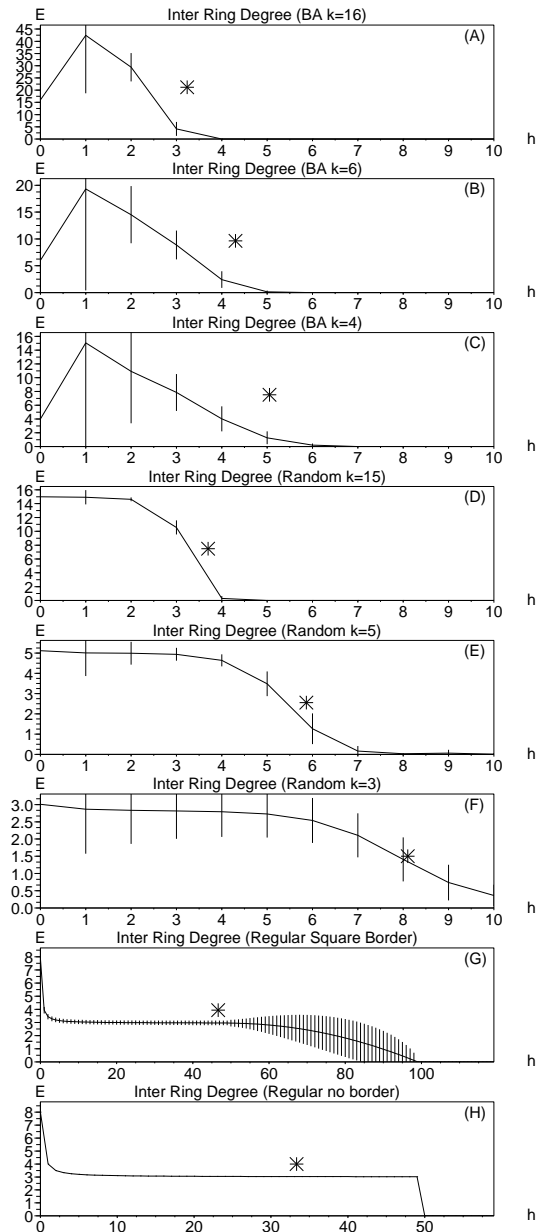 E Inter Ring Degree (BA k=16)
(A)
45
40
35
30
25
20
15
10
5
0
0 1 2 3 4 5 6 7 8 9 10 h
E Inter Ring Degree (BA k=6)
(B)
20
15
10
5
0
0 1 2 3 4 5 6 7 8 9 10 h
E Inter Ring Degree (BA k=4)
(C)
16
14
12
10
8
6
4
2
0
0 1 2 3 4 5 6 7 8 9 10 h
E Inter Ring Degree (Random k=15)
(D)
16
14
12
10
8
6
4
2
0
0 1 2 3 4 5 6 7 8 9 10 h
E Inter Ring Degree (Random k=5)
(E)
5
4
3
2
1
0
0 1 2 3 4 5 6 7 8 9 10 h
E Inter Ring Degree (Random k=3)
(F)
3.0
2.5
2.0
1.5
1.0
0.5
0.0
0 1 2 3 4 5 6 7 8 9 10 h
E Inter Ring Degree (Regular Square Border)
(G)
8
7
6
5
4
3
2
1
0
0 20 40 60 80 100 h
E Inter Ring Degree (Regular no border)
(H)
8
7
6
5
4
3
2
1
0
0 10 20 30 40 50 h